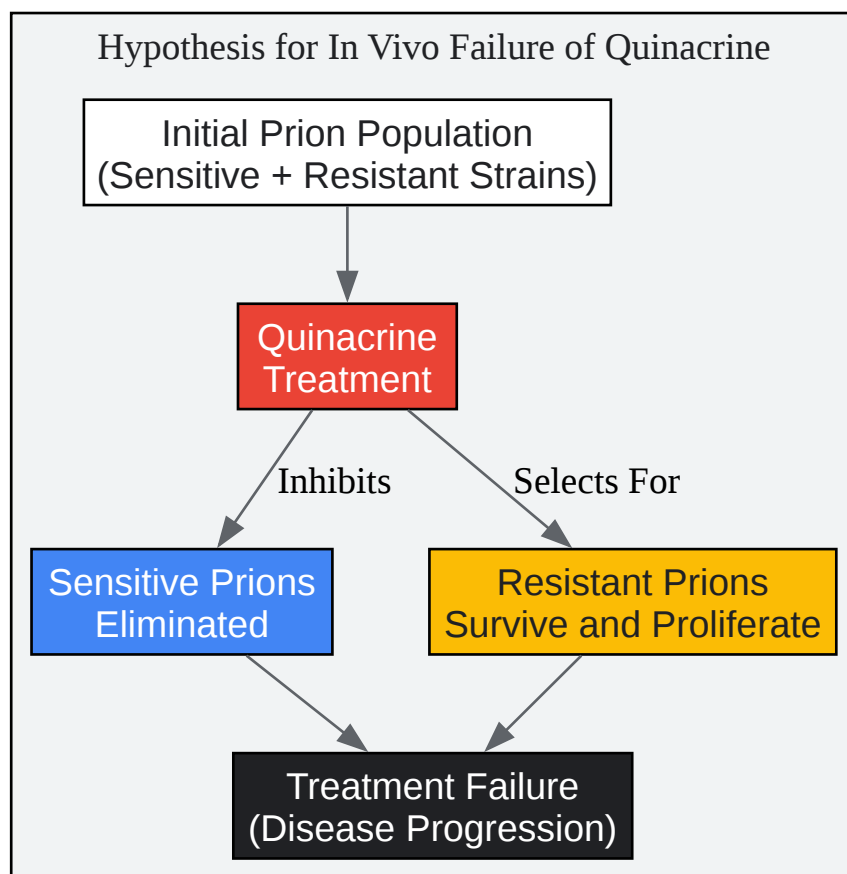 Hypothesis for In Vivo Failure of Quinacrine
Initial Prion Population
(Sensitive + Resistant Strains)
Quinacrine
Treatment
Inhibits
Selects For
Sensitive Prions
Eliminated
Resistant Prions
Survive and Proliferate
Treatment Failure
(Disease Progression)